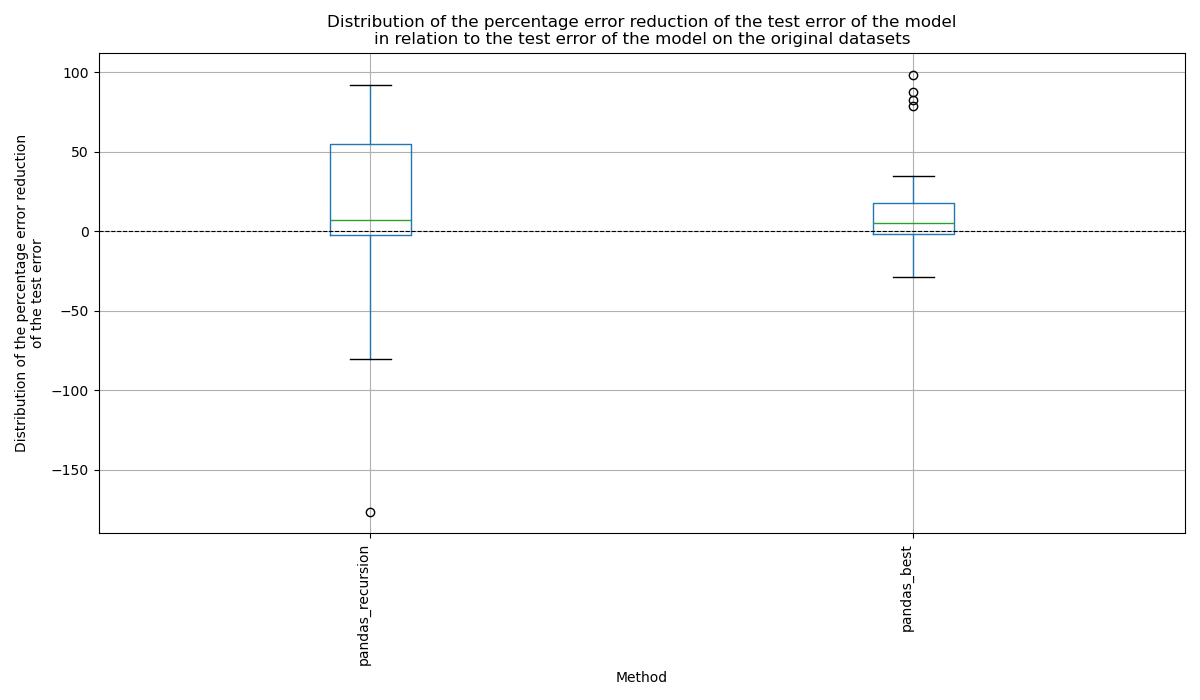 Distribution of the percentage error reduction of the test error of the model
in relation to the test error of the model on the original datasets
Distribution of the percentage error reduction
of the test error
100
50
0
−50
−100
−150
pandas_recursion
pandas_best
Method